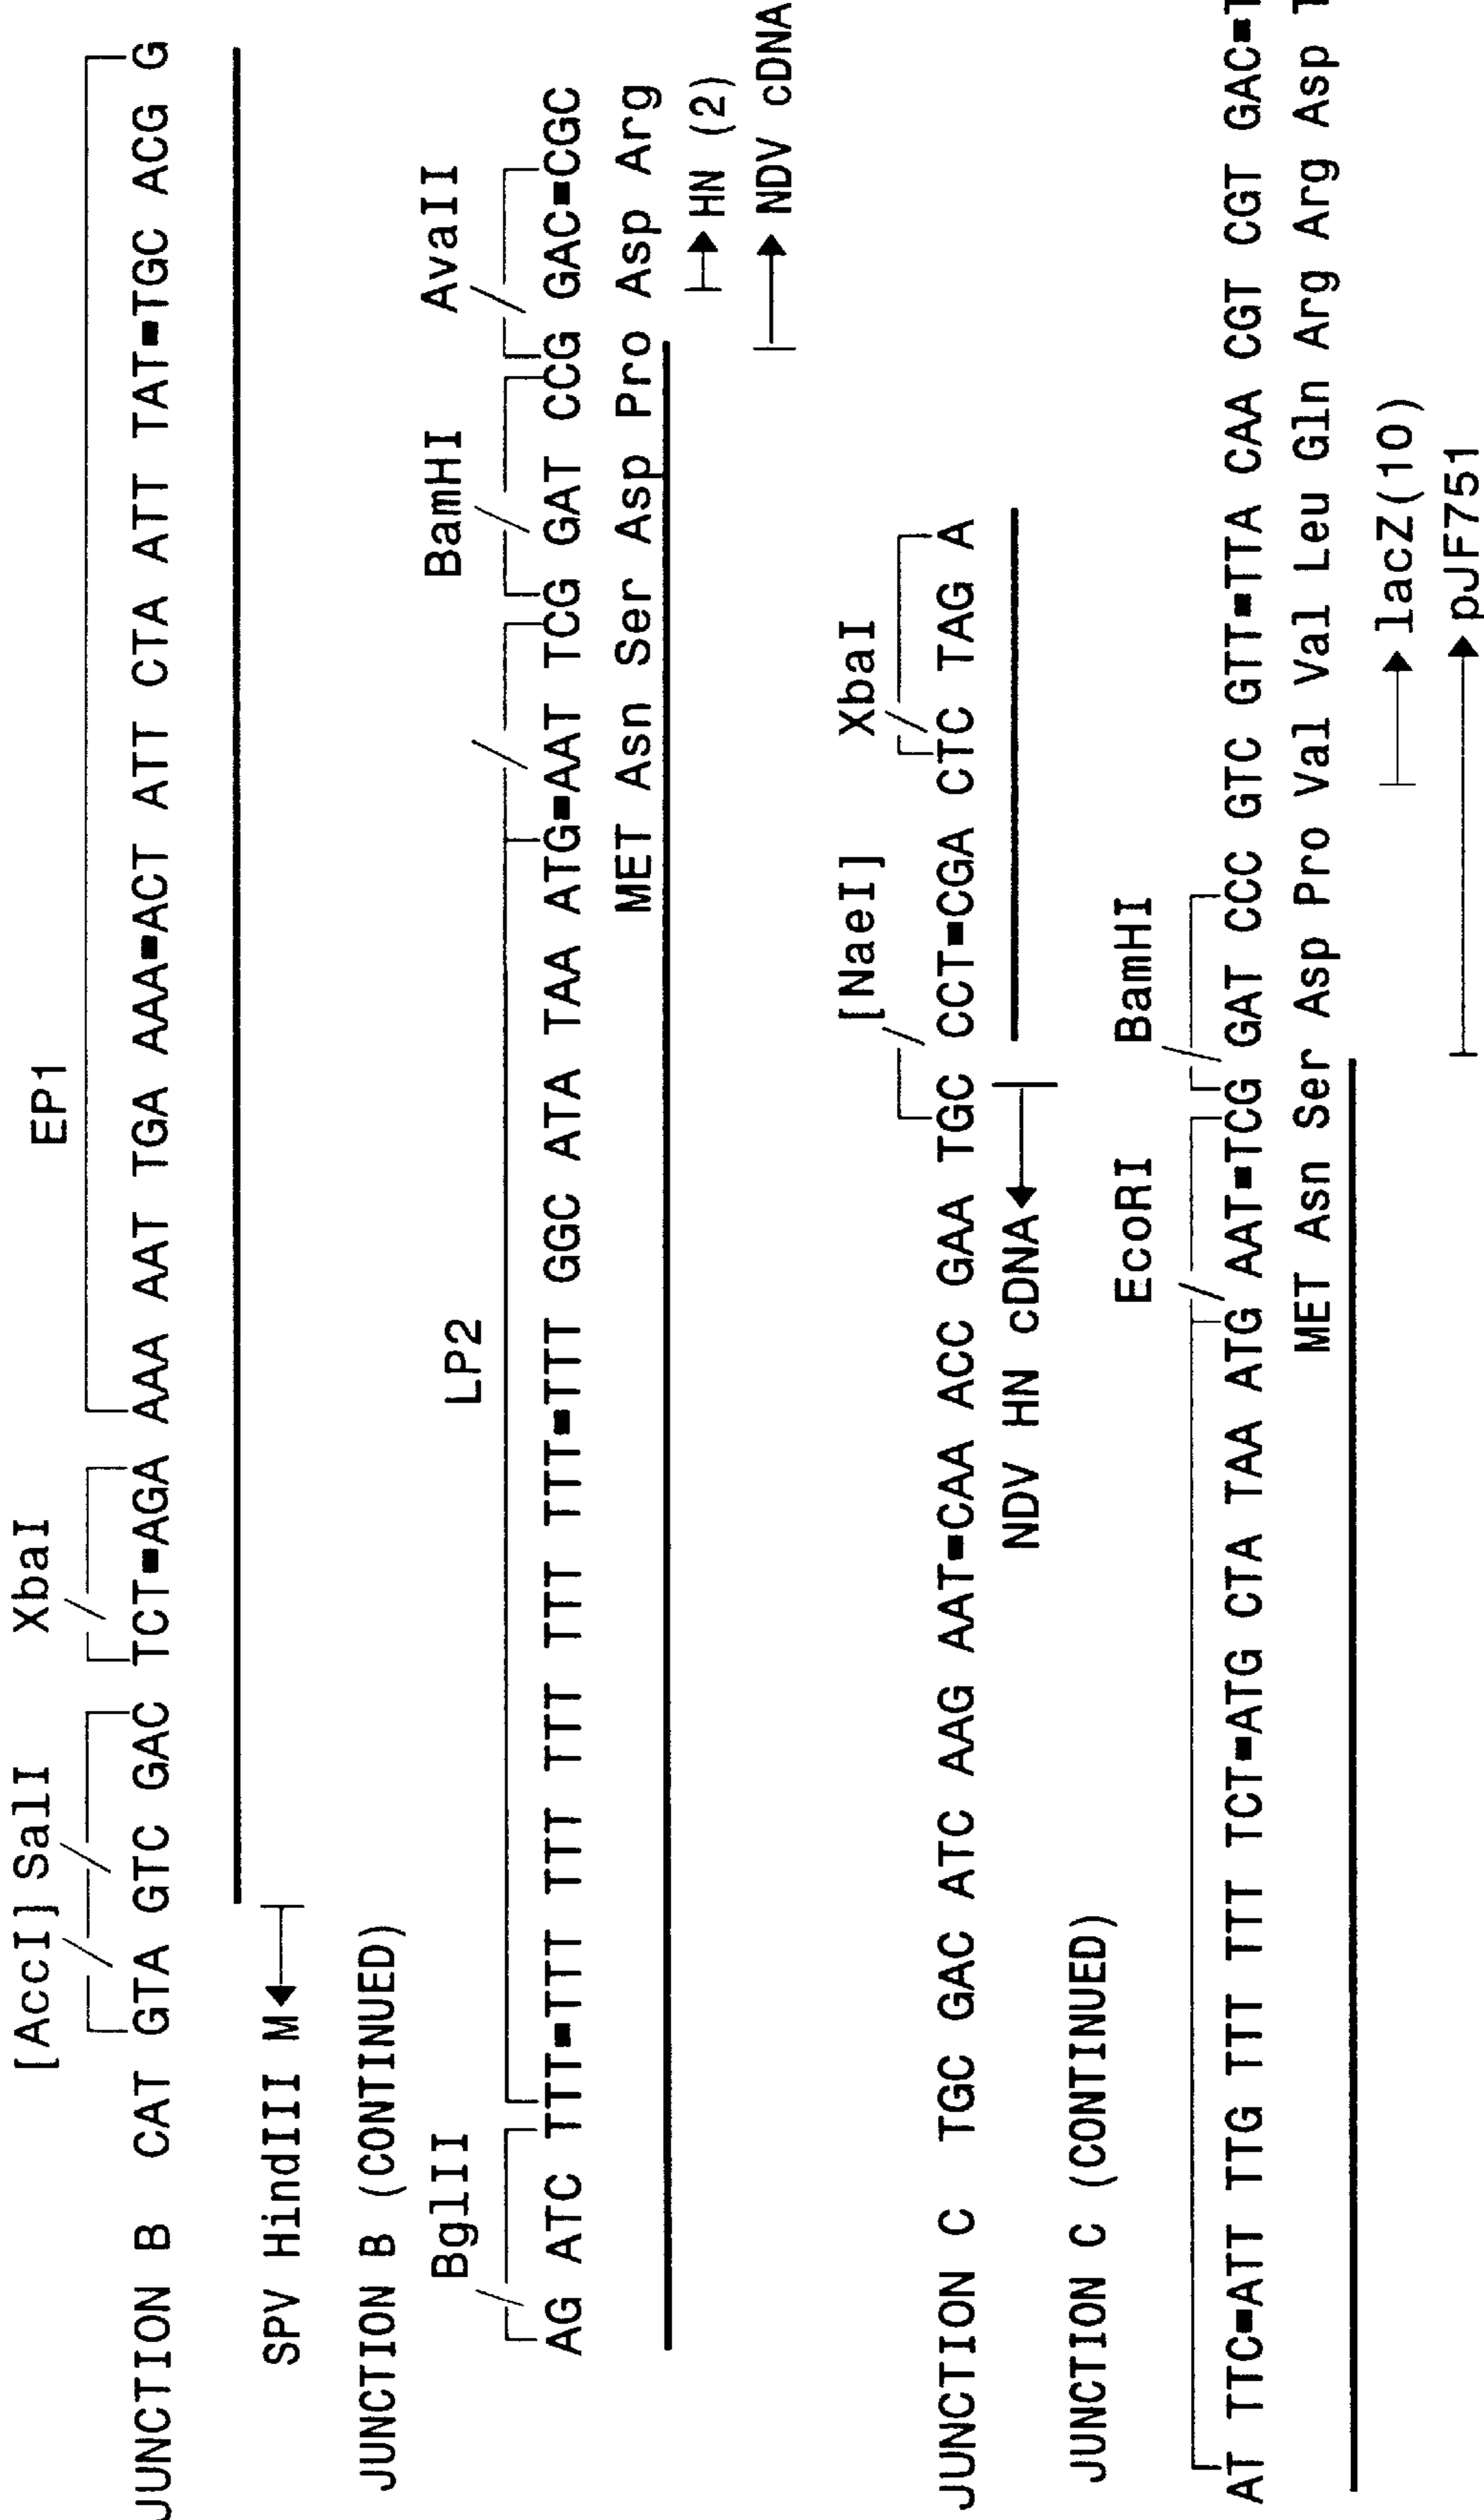 EP1
[AccI] SalI XbaI
JUNCTION B CAT GTA GTC GAC TCT-AGA AAA AAT TGA AAA-ACT ATT CTA ATT TAT-TGC ACG G
SPV HindIII M
JUNCTION B (CONTINUED)
BglII LP2 BamHI AvaII
AG ATC TTT-TTT TTT TTT TTT TTT TTT-TTT GGC ATA TAA ATG-AAT TCG GAT CCG GAC-CGC
MET Asn Ser Asp Pro Asp Arg
HN (2)
NDV cDNA
[NaeI] XbaI
JUNCTION C TGC GAC ATC AAG AAT-CAA ACC GAA TGC CCT-CGA CTC TAG A
NDV HN cDNA
JUNCTION C (CONTINUED)
EcoRI BamHI
AT TTC-ATT TTG TTT TTT TCT-ATG CTA TAA ATG AAT-TCG GAT CCC GTC GTT-TTA CAA CGT CGT GAC-T
MET Asn Ser Asp Pro Val Val Leu Gln Arg Arg Asp
lacZ(10)
pJF751